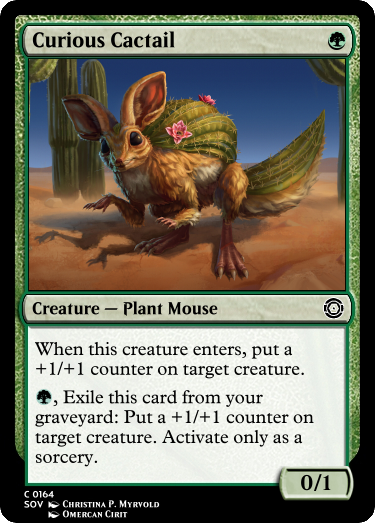 Curious Cactail
Creature — Plant Mouse
When this creature enters, put a
+1/+1 counter on target creature.
, Exile this card from your
graveyard: Put a +1/+1 counter on
target creature. Activate only as a
sorcery.
0/1
C 0164
SOV Christina P. Myrvold
Omercan Cirit